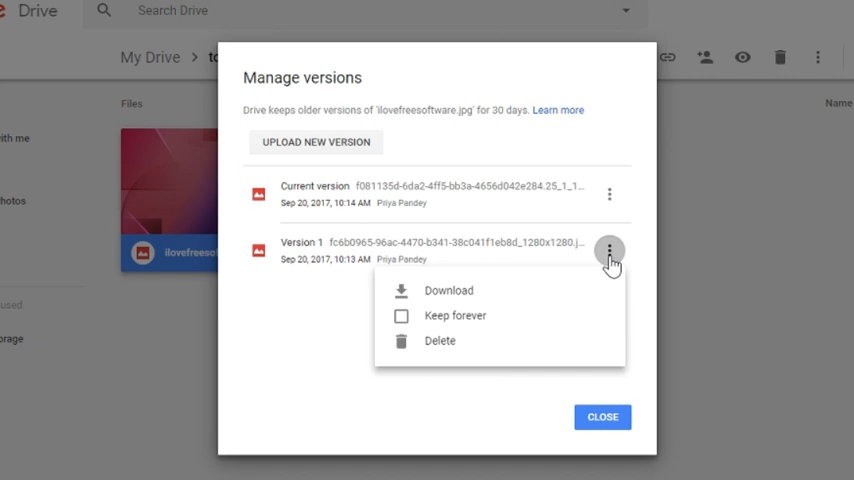 Drive
Search Drive
My Drive > to
Files
Name
Manage versions
Drive keeps older versions of 'ilovefreesoftware.jpg' for 30 days. Learn more
UPLOAD NEW VERSION
Current version f081135d-6da2-4ff5-bb3a-4656d042e284.25_1_1...
Sep 20, 2017, 10:14 AM Priya Pandey
Version 1 fc6b0965-96ac-4470-b341-38c041f1eb8d_1280x1280.j...
Sep 20, 2017, 10:13 AM Priya Pandey
Download
Keep forever
Delete
CLOSE
ith me
hotos
ilovefreesof
used
orage